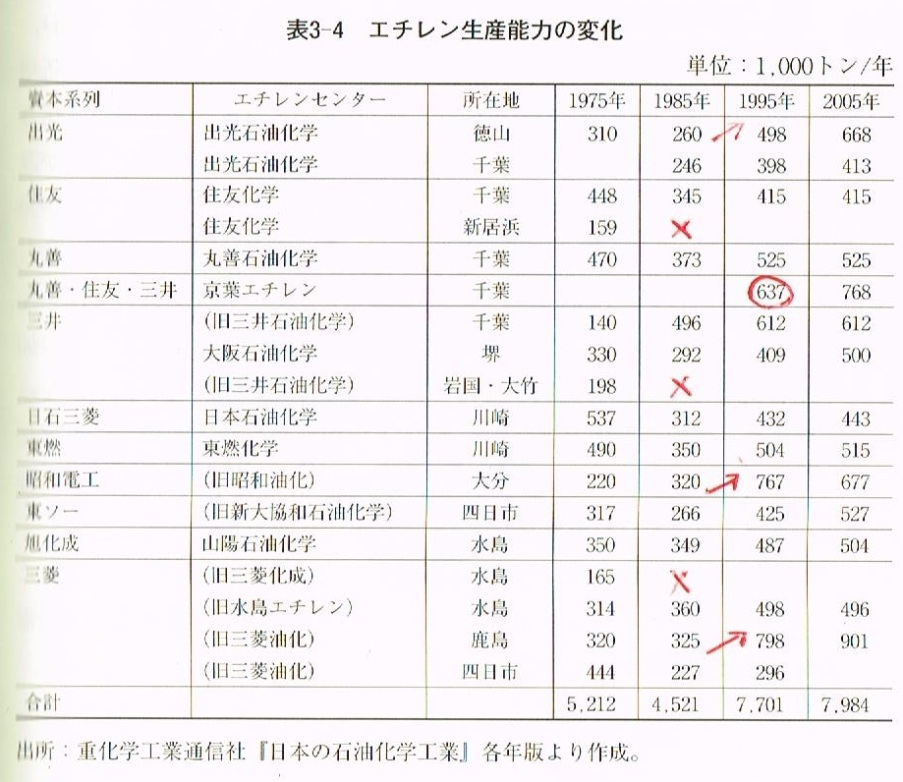 表3-4 エチレン生産能力の変化
単位：1,000トン/年
資本系列 エチレンセンター 所在地 1975年 1985年 1995年 2005年
出光 出光石油化学 徳山 310 260 498 668
出光石油化学 千葉 246 398 413
住友 住友化学 千葉 448 345 415 415
住友化学 新居浜 159
丸善 丸善石油化学 千葉 470 373 525 525
丸善・住友・三井 京葉エチレン 千葉 637 768
三井 (旧三井石油化学) 千葉 140 496 612 612
大阪石油化学 堺 330 292 409 500
(旧三井石油化学) 岩国・大竹 198
日石三菱 日本石油化学 川崎 537 312 432 443
東燃 東燃化学 川崎 490 350 504 515
昭和電工 (旧昭和油化) 大分 220 320 767 677
東ソー (旧新大協和石油化学) 四日市 317 266 425 527
旭化成 山陽石油化学 水島 350 349 487 504
三菱 (旧三菱化成) 水島 165
(旧水島エチレン) 水島 314 360 498 496
(旧三菱油化) 鹿島 320 325 798 901
(旧三菱油化) 四日市 444 227 296
合計 5,212 4,521 7,701 7,984
出所：重化学工業通信社『日本の石油化学工業』各年版より作成。